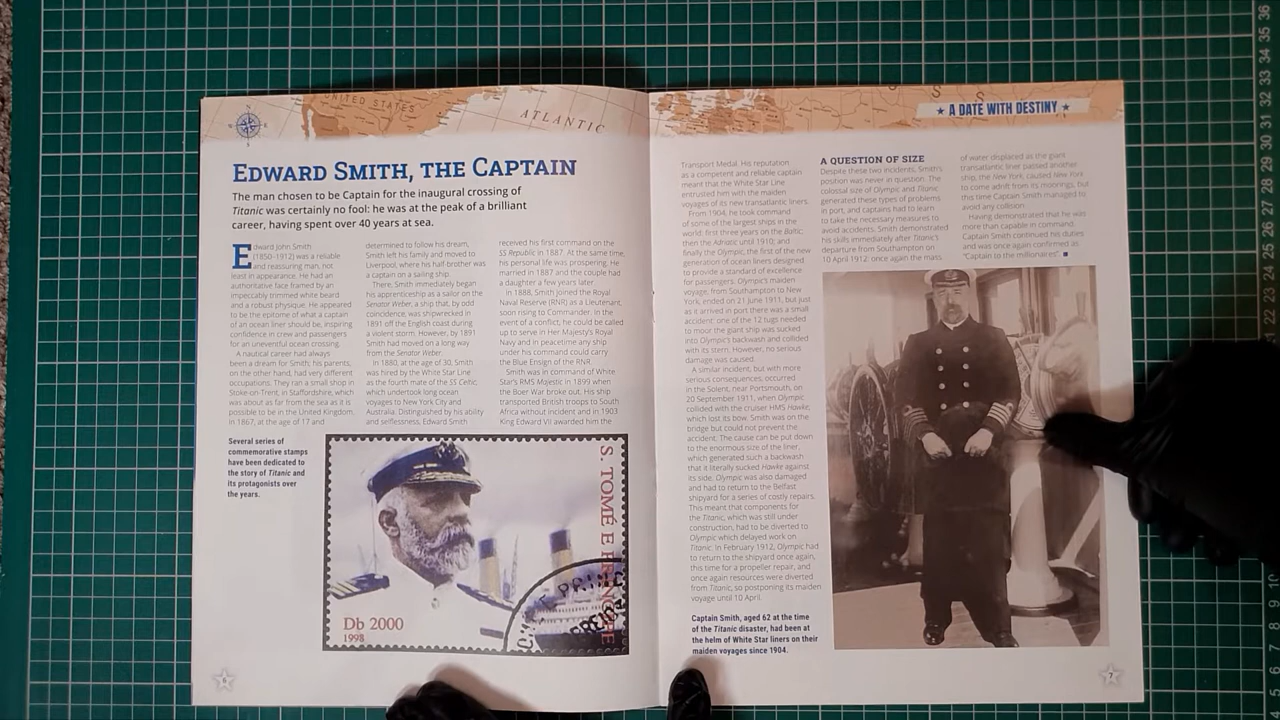 UNITED STATES
ATLANTIC
★ A DATE WITH DESTINY ★
EDWARD SMITH, THE CAPTAIN
The man chosen to be Captain for the inaugural crossing of
Titanic was certainly no fool: he was at the peak of a brilliant
career, having spent over 40 years at sea.
Edward John Smith
(1850–1912) was a reliable
and reassuring man, not
least in appearance. He had an
authoritative face framed by an
impeccably trimmed white beard
and a robust physique. He appeared
to be the epitome of what a captain
of an ocean liner should be, inspiring
confidence in crew and passengers
for an uneventful ocean crossing.
A nautical career had always
been a dream for Smith; his parents,
on the other hand, had very different
occupations. They ran a small shop in
Stoke-on-Trent, in Staffordshire, which
was about as far from the sea as it is
possible to be in the United Kingdom.
In 1867, at the age of 17 and
determined to follow his dream,
Smith left his family and moved to
Liverpool, where his half-brother was
a captain on a sailing ship.
There, Smith immediately began
his apprenticeship as a sailor on the
Senator Weber, a ship that, by odd
coincidence, was shipwrecked in
1891 off the English coast during
a violent storm. However, by 1891
Smith had moved on a long way
from the Senator Weber.
In 1880, at the age of 30, Smith
was hired by the White Star Line
as the fourth mate of the SS Celtic,
which undertook long ocean
voyages to New York City and
Australia. Distinguished by his ability
and selflessness, Edward Smith
received his first command on the
SS Republic in 1887. At the same time,
his personal life was prospering. He
married in 1887 and the couple had
a daughter a few years later.
In 1888, Smith joined the Royal
Naval Reserve (RNR) as a Lieutenant,
soon rising to Commander. In the
event of a conflict, he could be called
up to serve in Her Majesty's Royal
Navy and in peacetime any ship
under his command could carry
the Blue Ensign of the RNR.
Smith was in command of White
Star's RMS Majestic in 1899 when
the Boer War broke out. His ship
transported British troops to South
Africa without incident and in 1903
King Edward VII awarded him the
Several series of
commemorative stamps
have been dedicated to
the story of Titanic and
its protagonists over
the years.
S. TOMÉ E PRÍNCIPE
Db 2000
1998
6
Transport Medal. His reputation
as a competent and reliable captain
meant that the White Star Line
entrusted him with the maiden
voyages of its new transatlantic liners.
From 1904, he took command
of some of the largest ships in the
world: first three years on the Baltic;
then the Adriatic until 1910; and
finally the Olympic, the first of the new
generation of ocean liners designed
to provide a standard of excellence
for passengers. Olympic's maiden
voyage, from Southampton to New
York, ended on 21 June 1911, but just
as it arrived in port there was a small
accident: one of the 12 tugs needed
to moor the giant ship was sucked
into Olympic's backwash and collided
with its stern. However, no serious
damage was caused.
A similar incident, but with more
serious consequences, occurred
in the Solent, near Portsmouth, on
20 September 1911, when Olympic
collided with the cruiser HMS Hawke,
which lost its bow. Smith was on the
bridge but could not prevent the
accident. The cause can be put down
to the enormous size of the liner,
which generated such a backwash
that it literally sucked Hawke against
its side. Olympic was also damaged
and had to return to the Belfast
shipyard for a series of costly repairs.
This meant that components for
the Titanic, which was still under
construction, had to be diverted to
Olympic which delayed work on
Titanic. In February 1912, Olympic had
to return to the shipyard once again,
this time for a propeller repair, and
once again resources were diverted
from Titanic, so postponing its maiden
voyage until 10 April.
Captain Smith, aged 62 at the time
of the Titanic disaster, had been at
the helm of White Star liners on their
maiden voyages since 1904.
A QUESTION OF SIZE
Despite these two incidents, Smith's
position was never in question. The
colossal size of Olympic and Titanic
generated these types of problems
in port, and captains had to learn
to take the necessary measures to
avoid accidents. Smith demonstrated
his skills immediately after Titanic's
departure from Southampton on
10 April 1912: once again the mass
of water displaced as the giant
transatlantic liner passed another
ship, the New York, caused New York
to come adrift from its moorings, but
this time Captain Smith managed to
avoid any collision.
Having demonstrated that he was
more than capable in command,
Captain Smith continued his duties
and was once again confirmed as
"Captain to the millionaires". ■
7